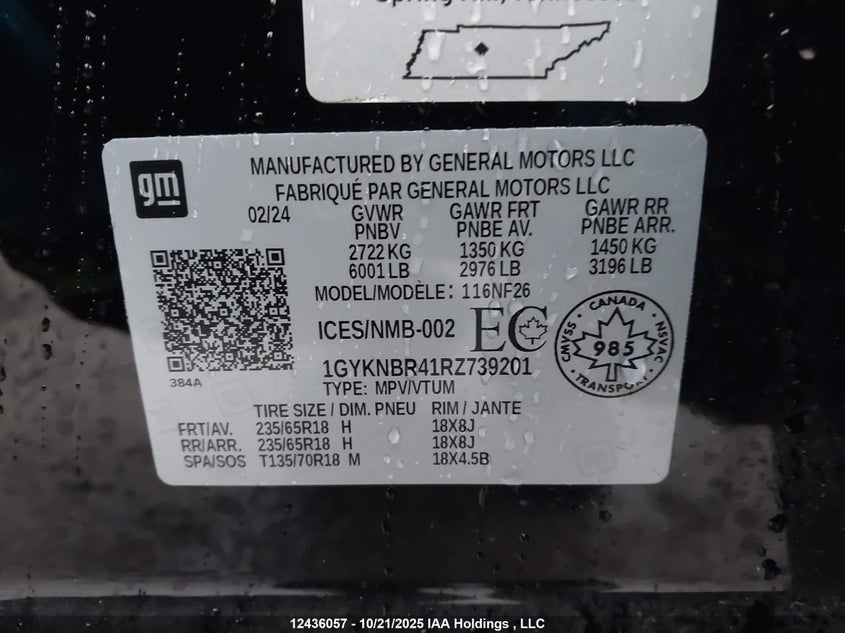 gm
MANUFACTURED BY GENERAL MOTORS LLC
FABRIQUÉ PAR GENERAL MOTORS LLC
02/24 GVWR GAWR FRT GAWR RR
PNBV. PNBE AV. PNBE ARR.
2722 KG 1350 KG 1450 KG
6001 LB 2976 LB 3196 LB
MODEL/MODÈLE: 116NF26
ICES/NMB-002 EC
CANADA
CMVSS NSVAC
985
TRANSPORT
1GYKNBR41RZ739201
TYPE: MPV/VTUM
384A
TIRE SIZE / DIM. PNEU RIM / JANTE
FRT/AV. 235/65R18 H 18X8J
RR/ARR. 235/65R18 H 18X8J
SPA/SOS T135/70R18 M 18X4.5B
12436057 - 10/21/2025 IAA Holdings , LLC